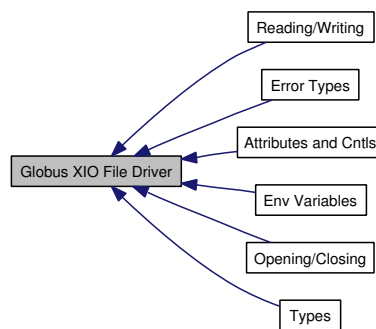 Reading/Writing
Error Types
Attributes and Cntls
Globus XIO File Driver
Env Variables
Opening/Closing
Types